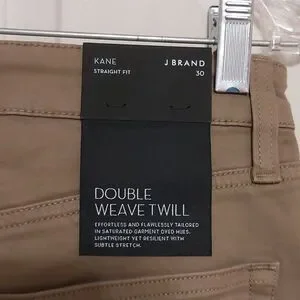 KANE
J BRAND
STRAIGHT FIT
30
DOUBLE
WEAVE TWILL
EFFORTLESS AND FLAWLESSLY TAILORED
IN SATURATED GARMENT DYED HUES.
LIGHTWEIGHT YET RESILIENT WITH
SUBTLE STRETCH.